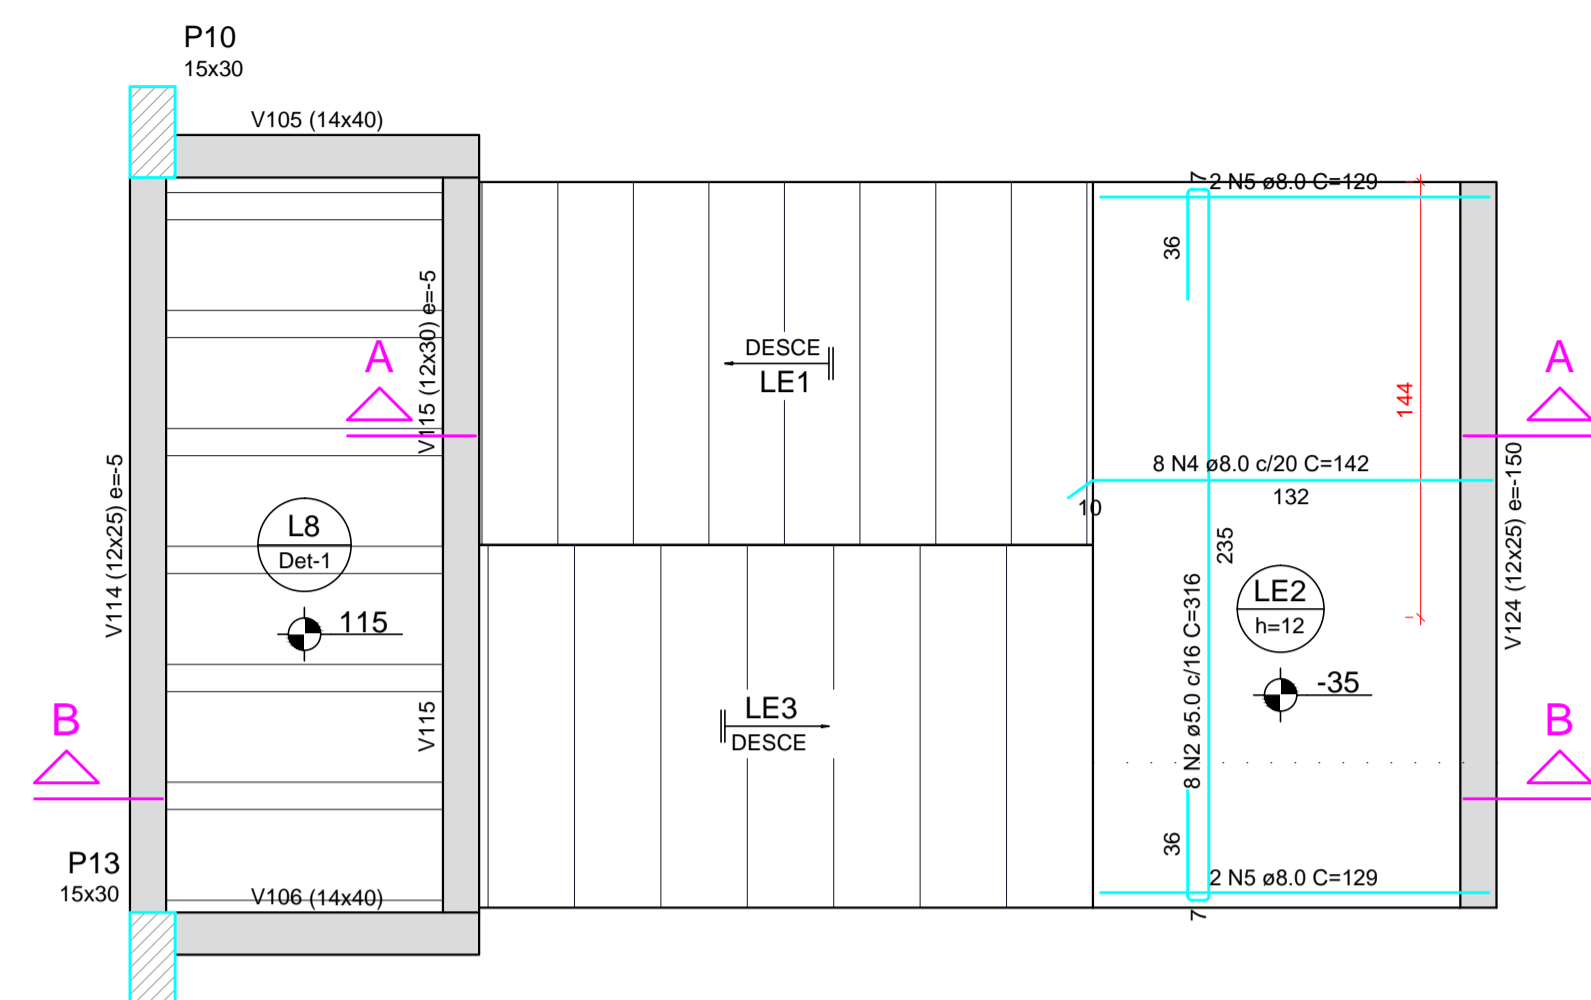 P10
15x30
V105 (14x40)
7
2 N5 ø8.0 C=129
36
V115 (12x30) e=-5
DESCE
LE1
A
A
144
8 N4 ø8.0 c/20 C=142
132
10
V114 (12x25) e=-5
L8
Det-1
115
235
8 N2 ø5.0 c/16 C=316
LE2
h=12
-35
V124 (12x25) e=-150
LE3
DESCE
V115
B
B
P13
15x30
V106 (14x40)
36
2 N5 ø8.0 C=129
7